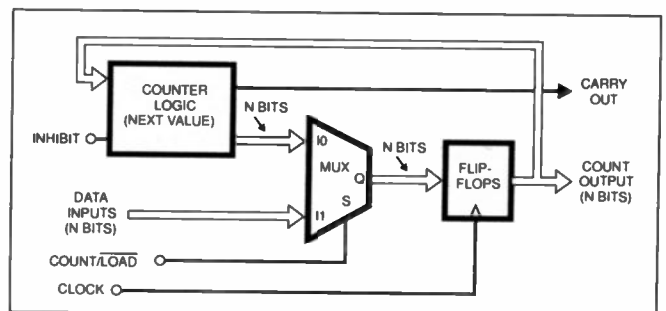 COUNTER
LOGIC
(NEXT VALUE)
N BITS
CARRY
OUT
INHIBIT
I0
MUX
Q
S
I1
N BITS
FLIP-
FLOPS
COUNT
OUTPUT
(N BITS)
DATA
INPUTS
(N BITS)
COUNT/L̅O̅A̅D̅
CLOCK